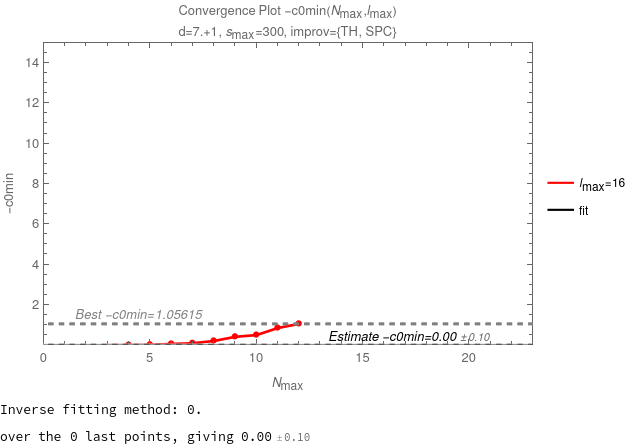 Convergence Plot −c0min(Nmax,lmax)
d=7.+1, smax=300, improv={TH, SPC}
14
12
10
8
6
4
2
−c0min
Best −c0min=1.05615
Estimate −c0min=0.00 ±0.10
0
5
10
15
20
Nmax
lmax=16
fit
Inverse fitting method: 0.
over the 0 last points, giving 0.00 ±0.10